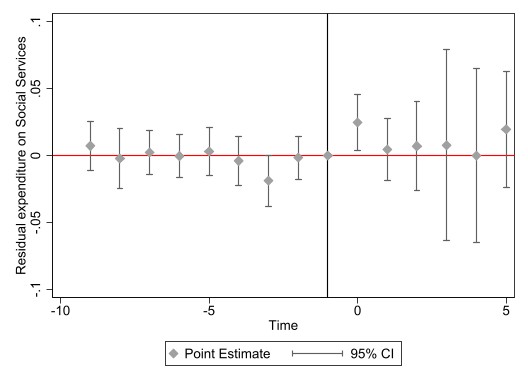 Residual expenditure on Social Services
.1
.05
0
-.05
-.1
-10
-5
0
5
Time
Point Estimate
95% CI